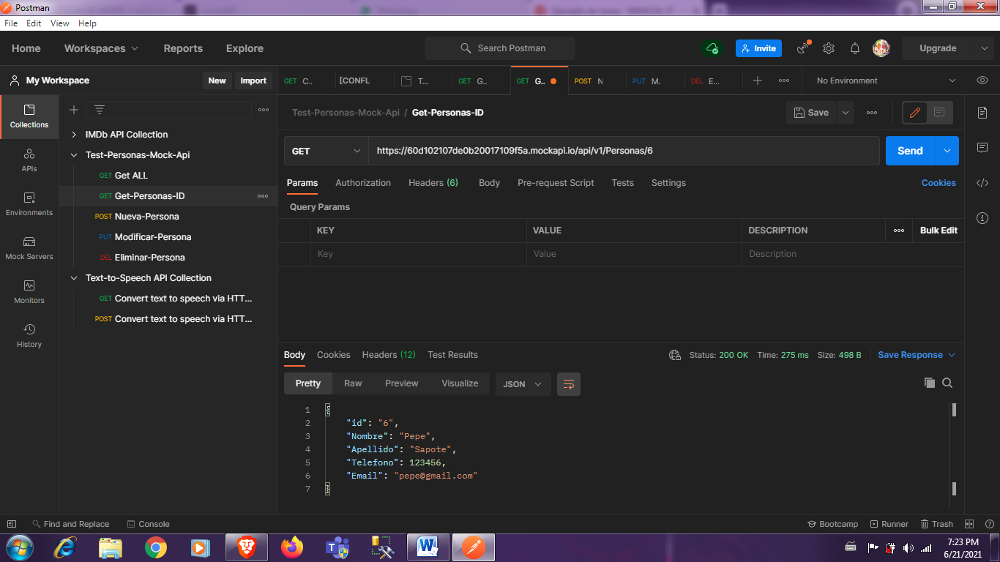 Postman
File Edit View Help
Home Workspaces Reports Explore Search Postman Invite Upgrade
My Workspace New Import GET C.. [CONFL T... GET G.. GET G.. POST N PUT M. DEL E... No Environment
Collections
APIs
Environments
Mock Servers
Monitors
History
IMDb API Collection
Test-Personas-Mock-Api
GET Get ALL
GET Get-Personas-ID
POST Nueva-Persona
PUT Modificar-Persona
DEL Eliminar-Persona
Text-to-Speech API Collection
GET Convert text to speech via HTT...
POST Convert text to speech via HTT...
Test-Personas-Mock-Api / Get-Personas-ID Save
GET https://60d102107de0b20017109f5a.mockapi.io/api/v1/Personas/6 Send
Params Authorization Headers (6) Body Pre-request Script Tests Settings Cookies
Query Params
KEY VALUE DESCRIPTION Bulk Edit
Key Value Description
Body Cookies Headers (12) Test Results Status: 200 OK Time: 275 ms Size: 498 B Save Response
Pretty Raw Preview Visualize JSON
1 {
2 "id": "6",
3 "Nombre": "Pepe",
4 "Apellido": "Sapote",
5 "Telefono": 123456,
6 "Email": "pepe@gmail.com"
7 }
Find and Replace Console Bootcamp Runner Trash
7:23 PM
6/21/2021